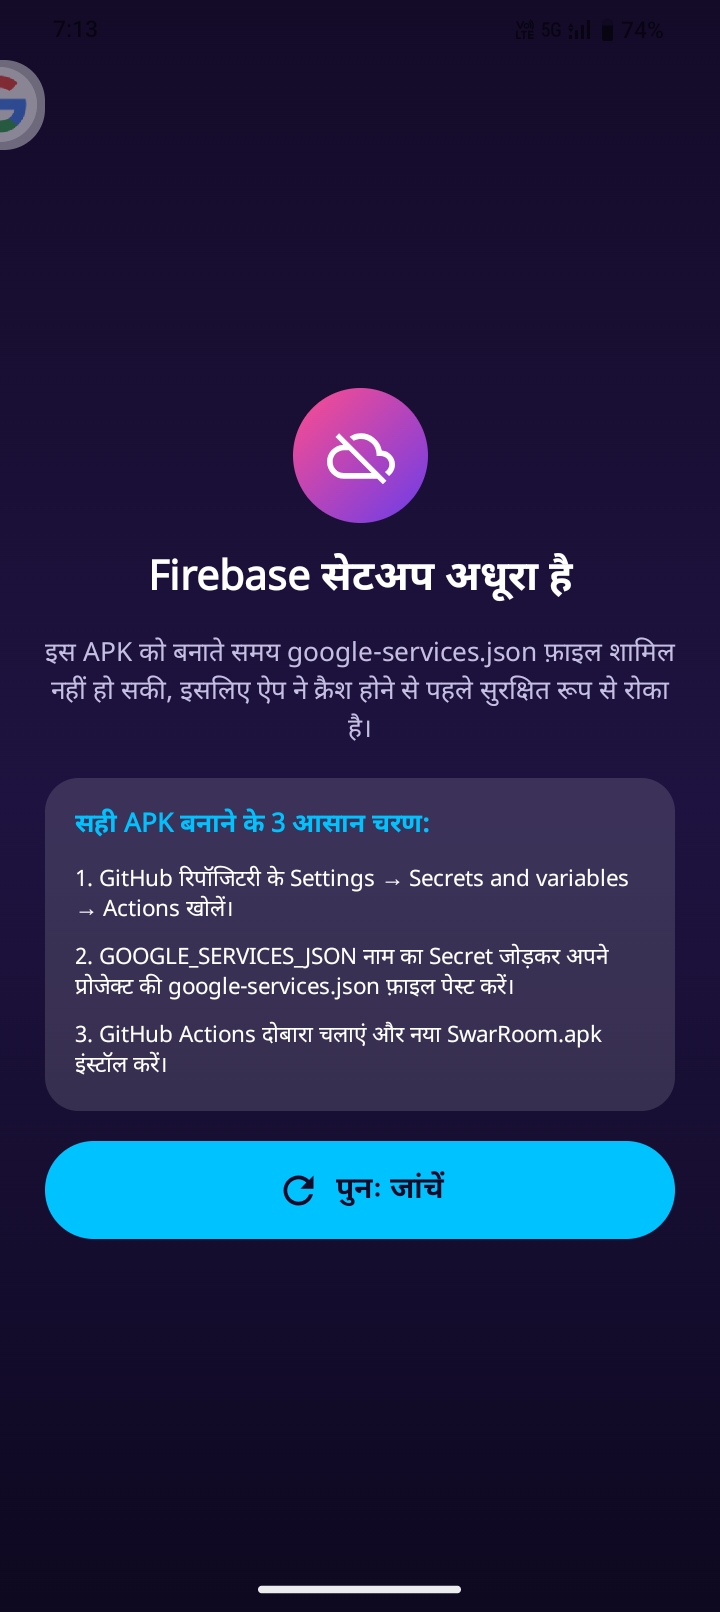 7:13
5G 74%
Firebase सेटअप अधूरा है
इस APK को बनाते समय google-services.json फ़ाइल शामिल
नहीं हो सकी, इसलिए ऐप ने क्रैश होने से पहले सुरक्षित रूप से रोका
है।
सही APK बनाने के 3 आसान चरण:
1. GitHub रिपॉजिटरी के Settings → Secrets and variables
→ Actions खोलें।
2. GOOGLE_SERVICES_JSON नाम का Secret जोड़कर अपने
प्रोजेक्ट की google-services.json फ़ाइल पेस्ट करें।
3. GitHub Actions दोबारा चलाएं और नया SwarRoom.apk
इंस्टॉल करें।
पुनः जांचें